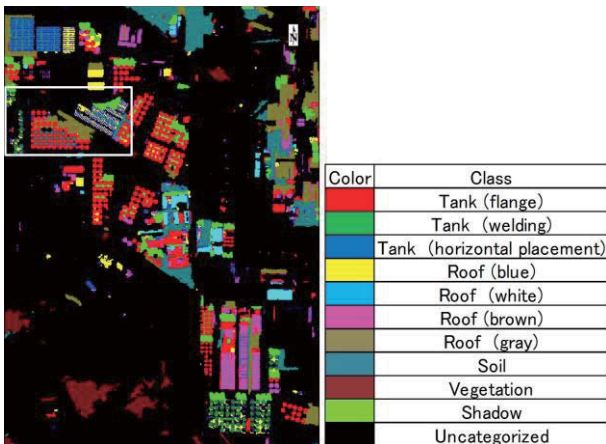 Color Class
Tank (flange)
Tank (welding)
Tank (horizontal placement)
Roof (blue)
Roof (white)
Roof (brown)
Roof (gray)
Soil
Vegetation
Shadow
Uncategorized